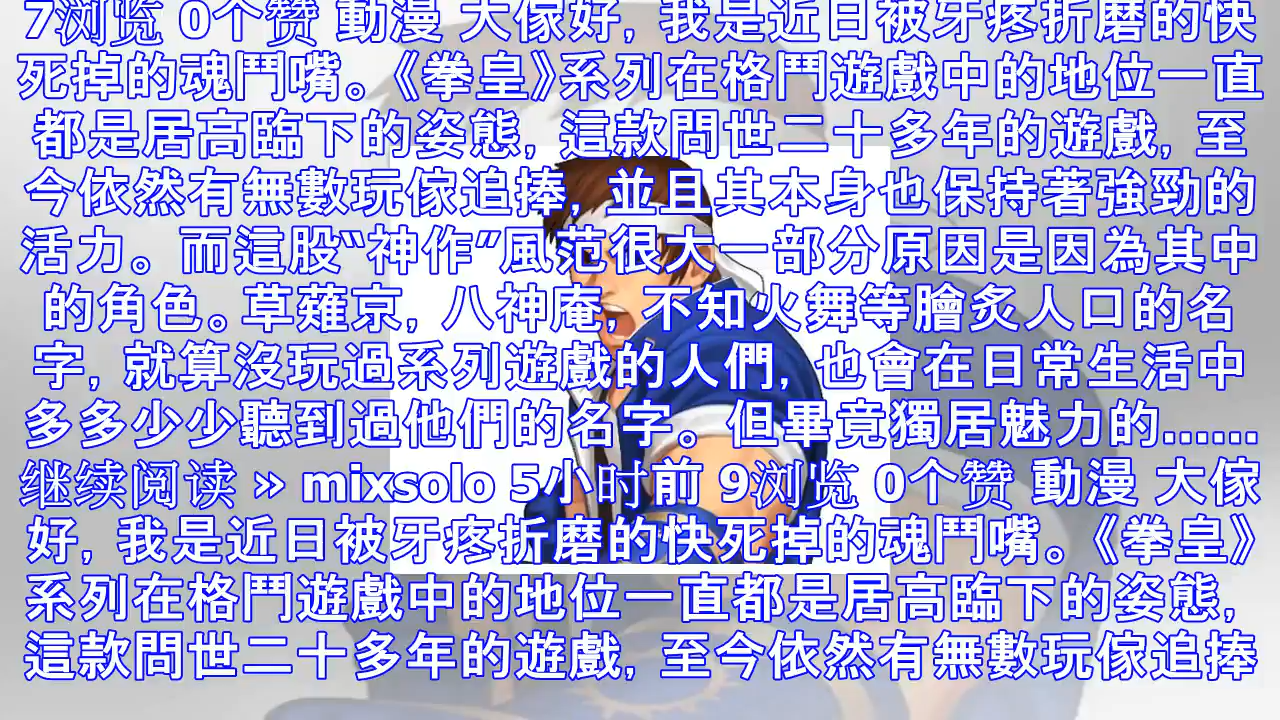 7浏览 0个赞 動漫 大傢好, 我是近日被牙疼折磨的快
死掉的魂鬥嘴。《拳皇》系列在格鬥遊戲中的地位一直
都是居高臨下的姿態, 這款問世二十多年的遊戲, 至
今依然有無數玩傢追捧, 並且其本身也保持著強勁的
活力。而這股“神作”風范很大一部分原因是因為其中
的角色。草薙京, 八神庵, 不知火舞等膾炙人口的名
字, 就算沒玩過系列遊戲的人們, 也會在日常生活中
多多少少聽到過他們的名字。但畢竟獨居魅力的......
继续阅读 » mixsolo 5小时前 9浏览 0个赞 動漫 大傢
好, 我是近日被牙疼折磨的快死掉的魂鬥嘴。《拳皇》
系列在格鬥遊戲中的地位一直都是居高臨下的姿態,
這款問世二十多年的遊戲, 至今依然有無數玩傢追捧